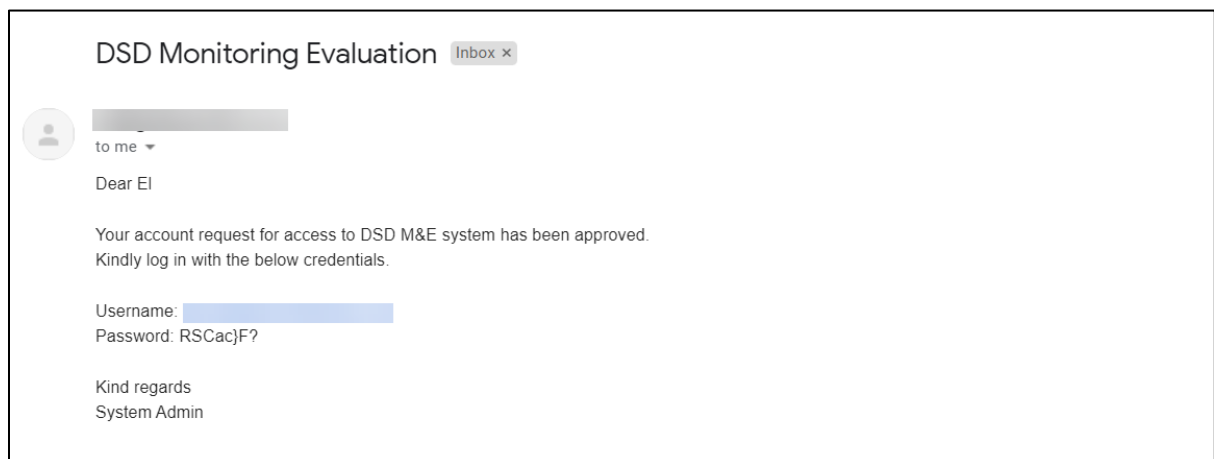 DSD Monitoring Evaluation Inbox ×
to me
Dear El
Your account request for access to DSD M&E system has been approved.
Kindly log in with the below credentials.
Username:
Password: RSCac}F?
Kind regards
System Admin